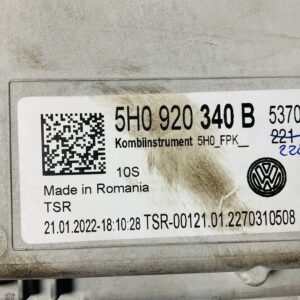 5H0 920 340 B 5370
Kombiinstrument 5H0_FPK__ 221
10S
Made in Romania
TSR
21.01.2022-18:10:28 TSR-00121.01.2270310508